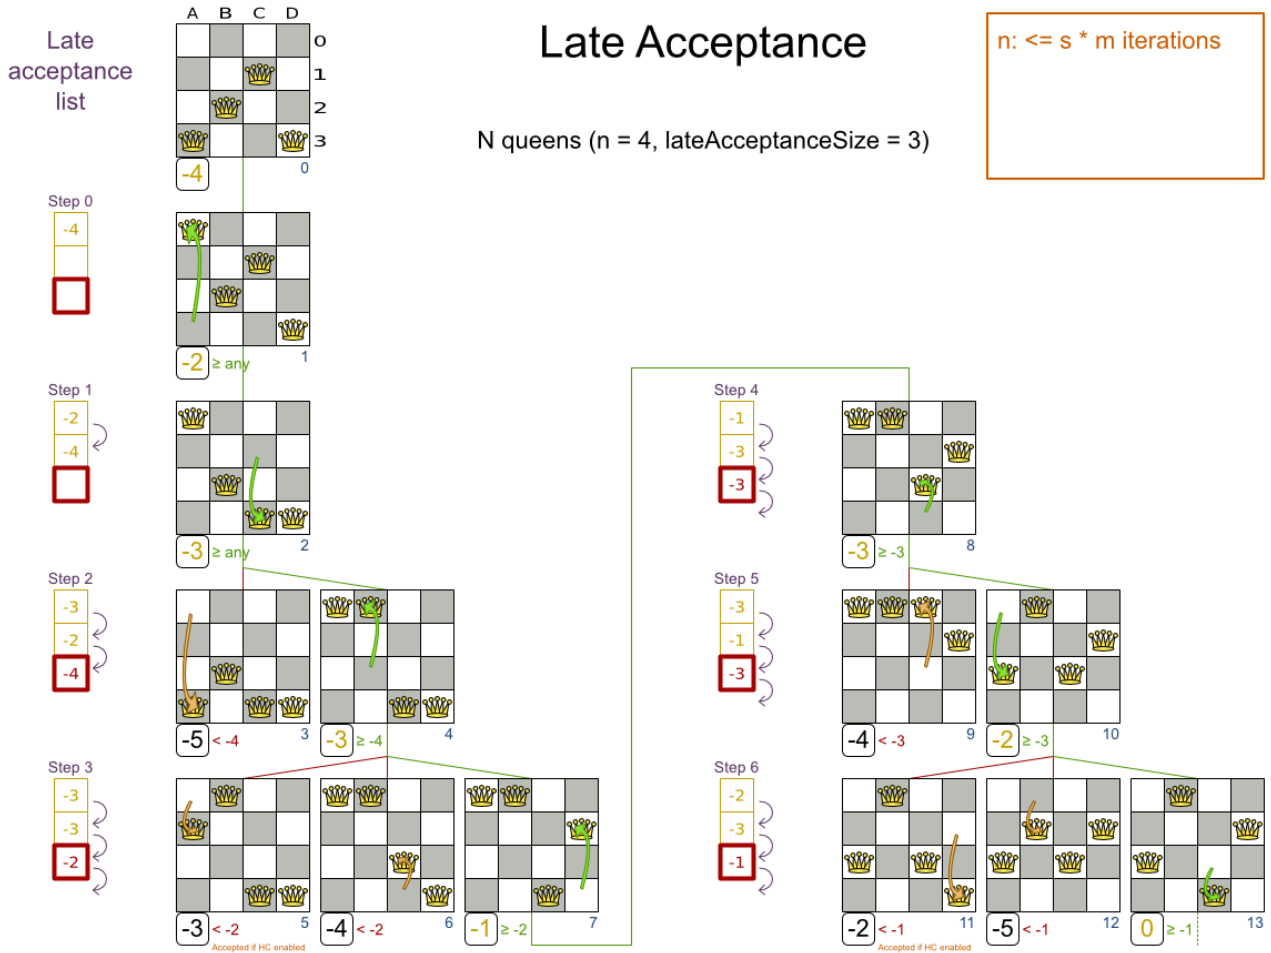 Late
acceptance
list
A B C D
0
1
2
3
-4
0
Late Acceptance
N queens (n = 4, lateAcceptanceSize = 3)
n: <= s * m iterations
Step 0
-4
-2 ≥ any
1
Step 1
-2
-4
-3 ≥ any
2
Step 2
-3
-2
-4
-5 < -4
3
-3 ≥ -4
4
Step 3
-3
-3
-2
-3 < -2
5
Accepted if HC enabled
-4 < -2
6
-1 ≥ -2
7
Step 4
-1
-3
-3
-3 ≥ -3
8
Step 5
-3
-1
-3
-4 < -3
9
-2 ≥ -3
10
Step 6
-2
-3
-1
-2 < -1
11
Accepted if HC enabled
-5 < -1
12
0 ≥ -1
13